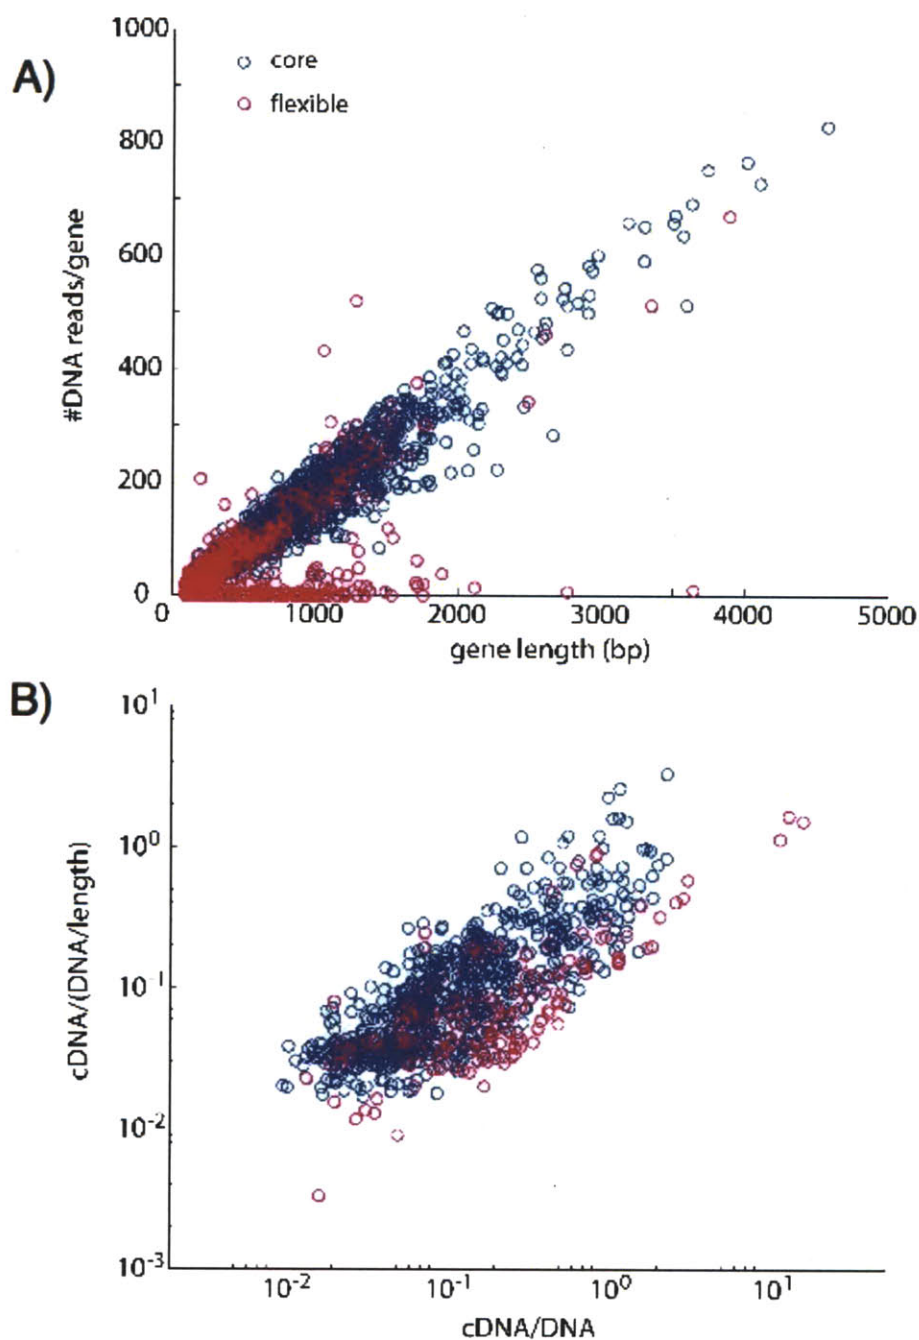 A)
1000
core
flexible
800
600
400
200
0
#DNA reads/gene
0 1000 2000 3000 4000 5000
gene length (bp)
B)
10^1
10^0
10^-1
10^-2
10^-3
cDNA/(DNA/length)
10^-2 10^-1 10^0 10^1
cDNA/DNA